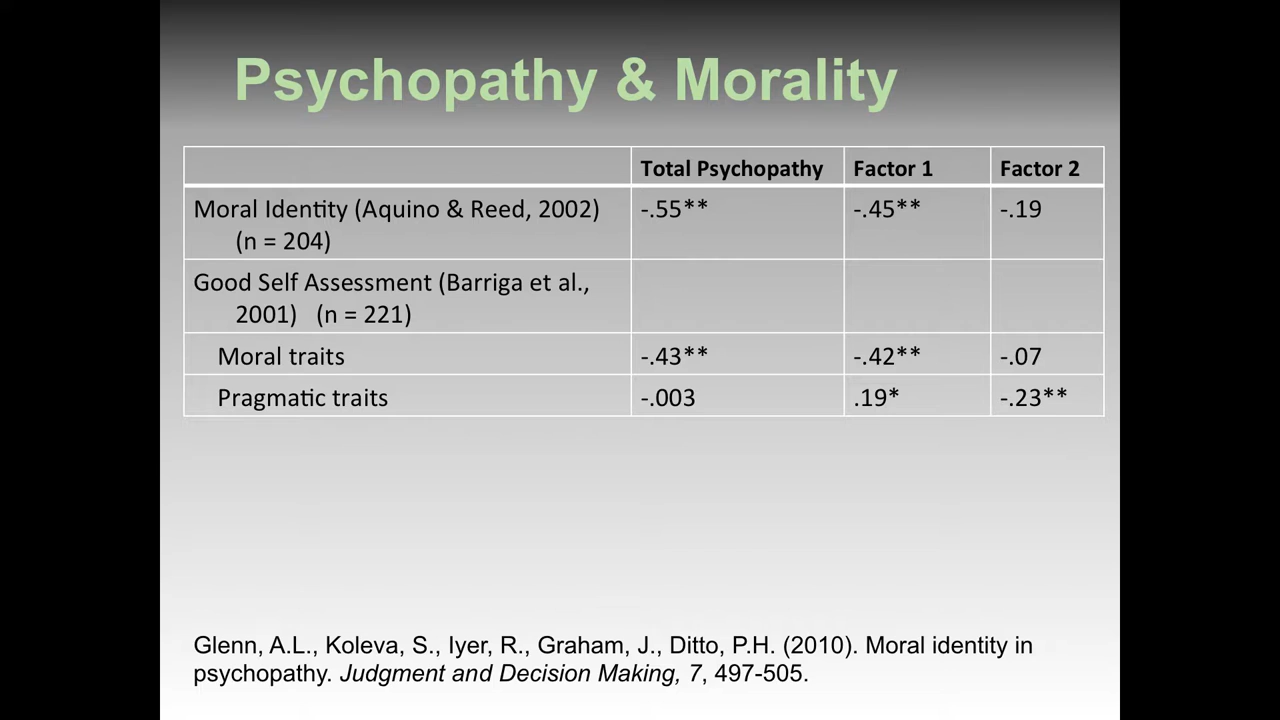 Psychopathy & Morality
Total Psychopathy Factor 1 Factor 2
Moral Identity (Aquino & Reed, 2002) -.55** -.45** -.19
(n = 204)
Good Self Assessment (Barriga et al.,
2001) (n = 221)
Moral traits -.43** -.42** -.07
Pragmatic traits -.003 .19* -.23**
Glenn, A.L., Koleva, S., Iyer, R., Graham, J., Ditto, P.H. (2010). Moral identity in
psychopathy. Judgment and Decision Making, 7, 497-505.